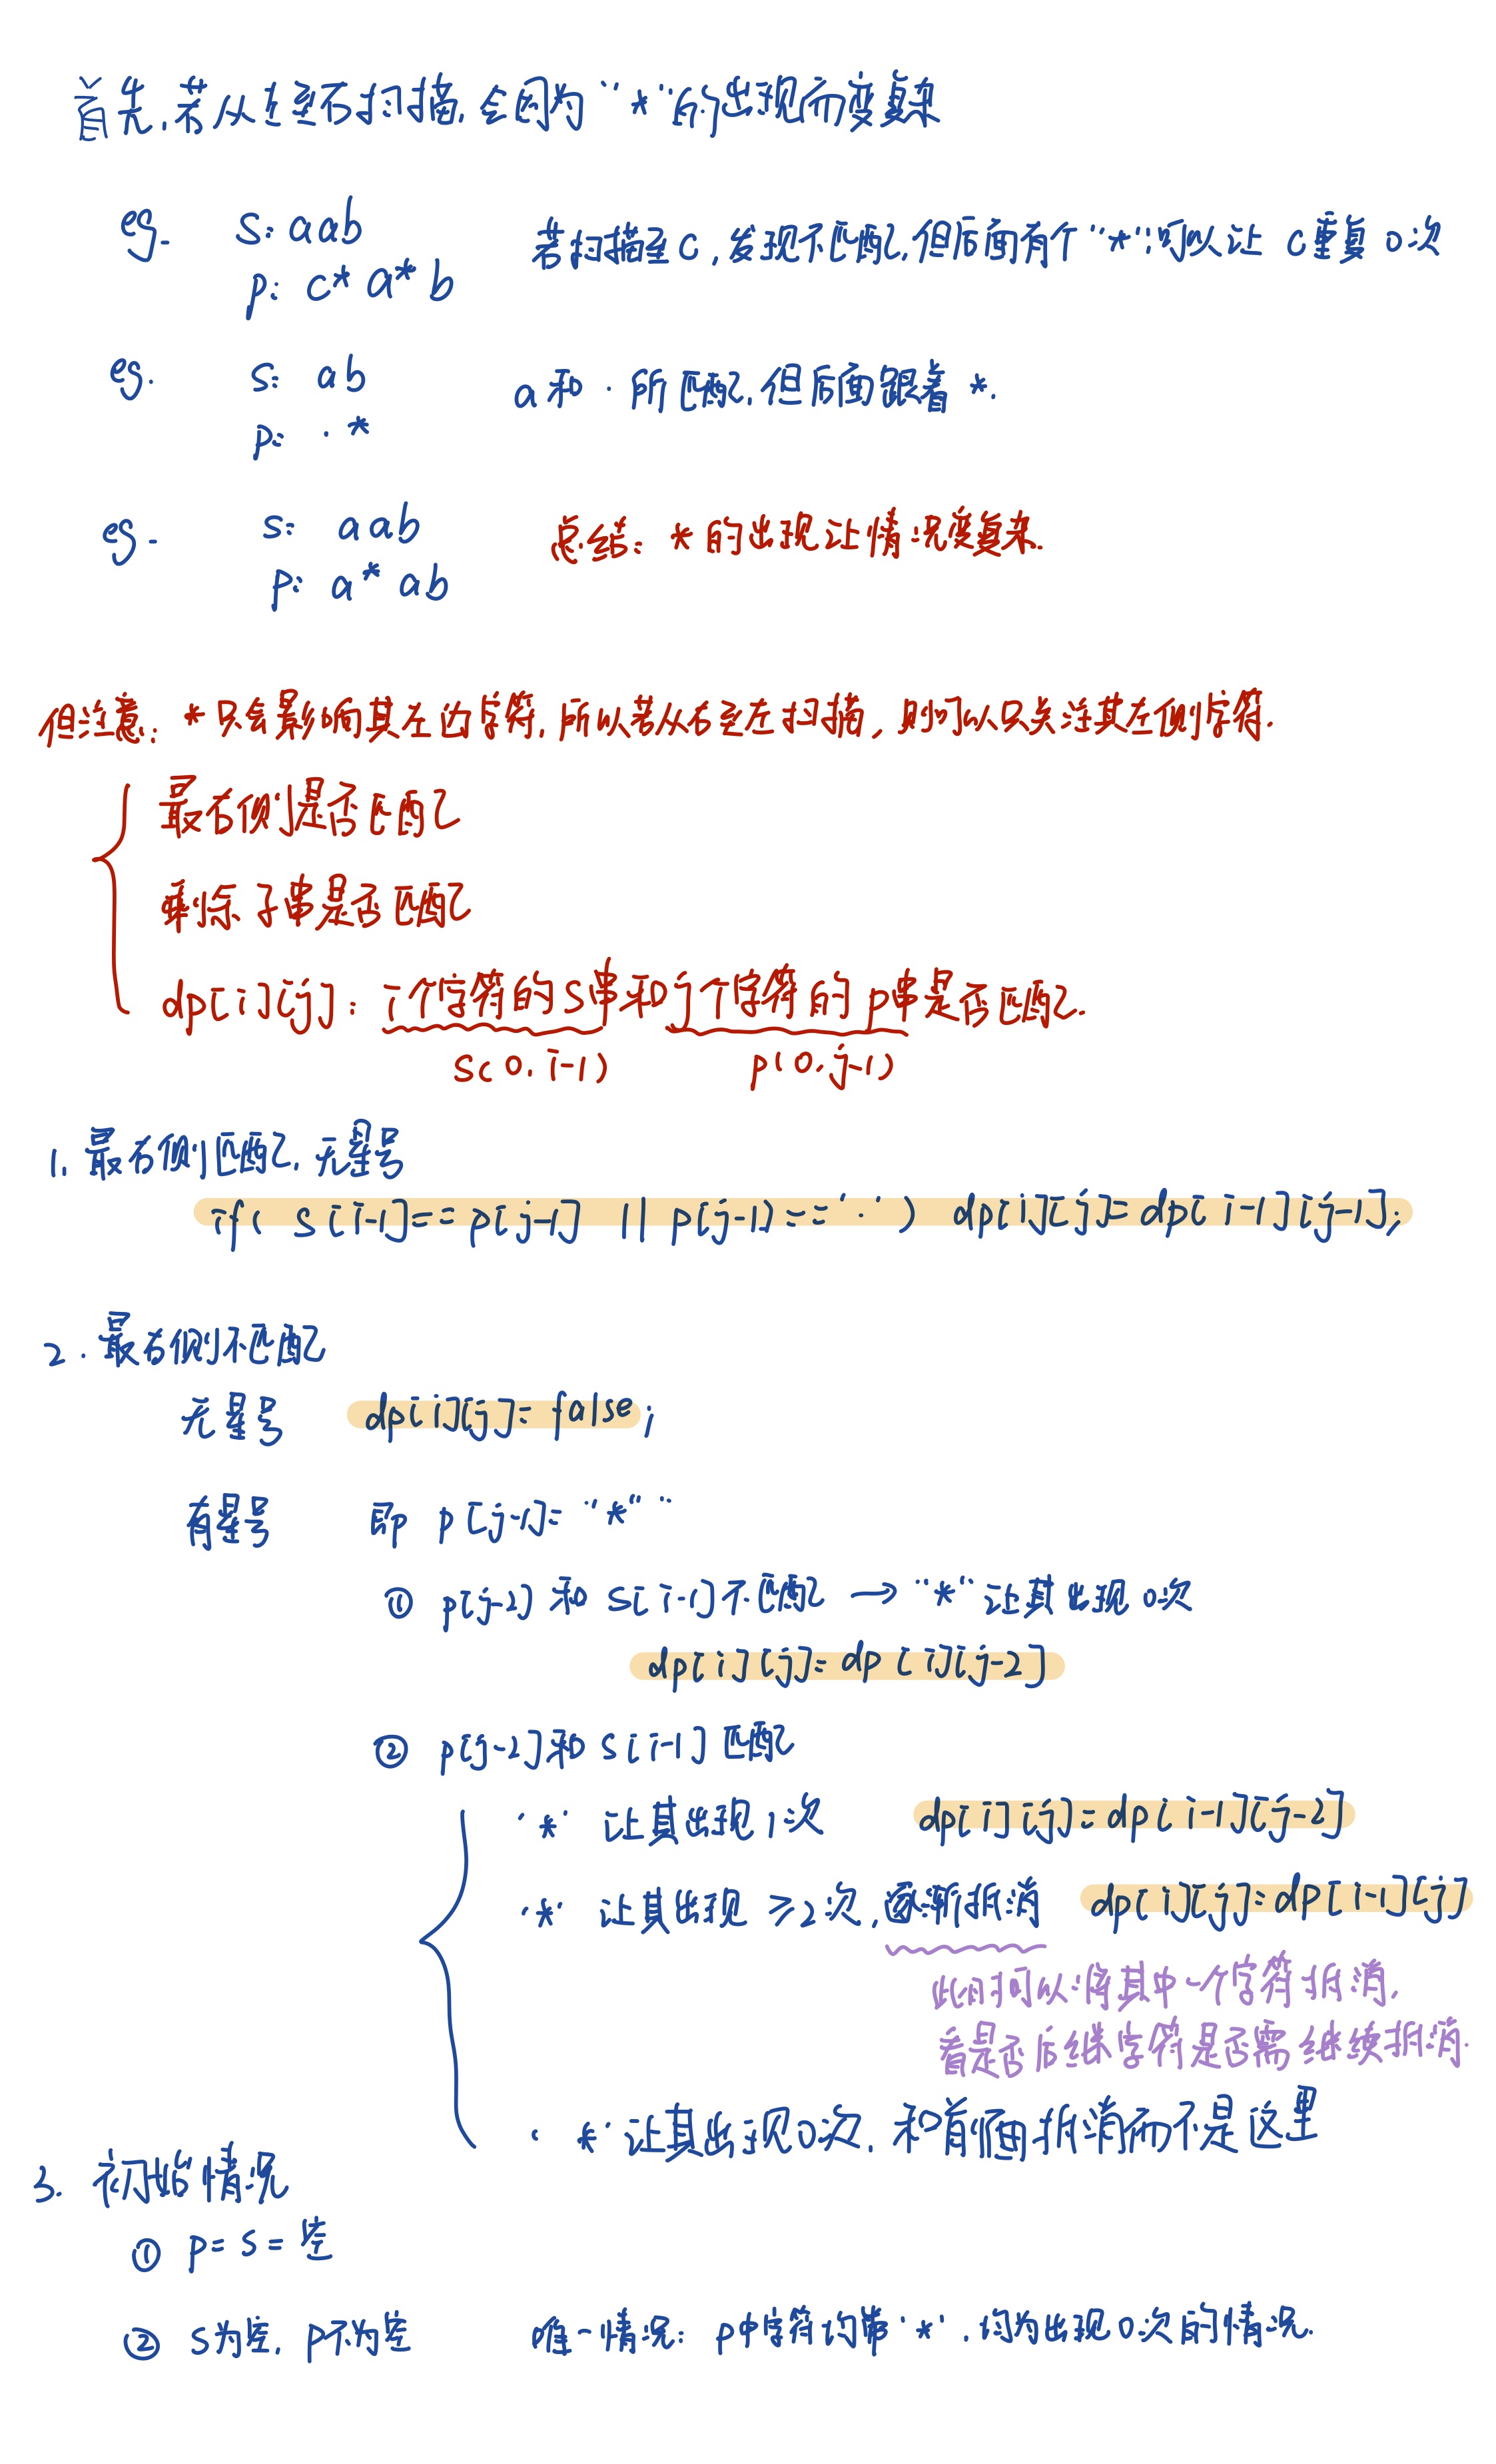 首先,若从左至右扫描,会因为"*"的出现而变复杂
eg. s: aab
p: c* a* b
若扫描至c,发现不匹配,但后面有个"*"可以让 c重复0次
eg. s: ab
p: . *
a和 . 所匹配,但后面跟着 *.
eg. s: aab
p: a* ab
总结: * 的出现让情况变复杂.
但注意: * 只会影响其左边字符,所以若从右至左扫描,则可以只关注其左侧字符.
最右侧是否匹配
剩余子串是否匹配
dp[i][j]: i个字符的S串和j个字符的p串是否匹配.
s(0, i-1) p(0, j-1)
1. 最右侧匹配,无星号
if( s[i-1]==p[j-1] || p[j-1]=='.' ) dp[i][j]=dp[i-1][j-1];
2. 最右侧不匹配
无星号 dp[i][j]=false;
有星号 即 p[j-1]= "*"
① p[j-2] 和 s[i-1]不匹配 → "*"让其出现0次
dp[i][j]=dp[i][j-2]
② p[j-2]和s[i-1]匹配
'*' 让其出现1次 dp[i][j]=dp[i-1][j-2]
'*' 让其出现 ≥2次,逐渐抵消 dp[i][j]=dp[i-1][j]
此时可以将其中一个字符抵消,
看是否后继字符是否需继续抵消.
'*'让其出现0次, 和前面抵消而不是这里
3. 初始情况
① p=s=空
② s为空, p不为空 唯一情况: p中字符均带'*',均为出现0次的情况.